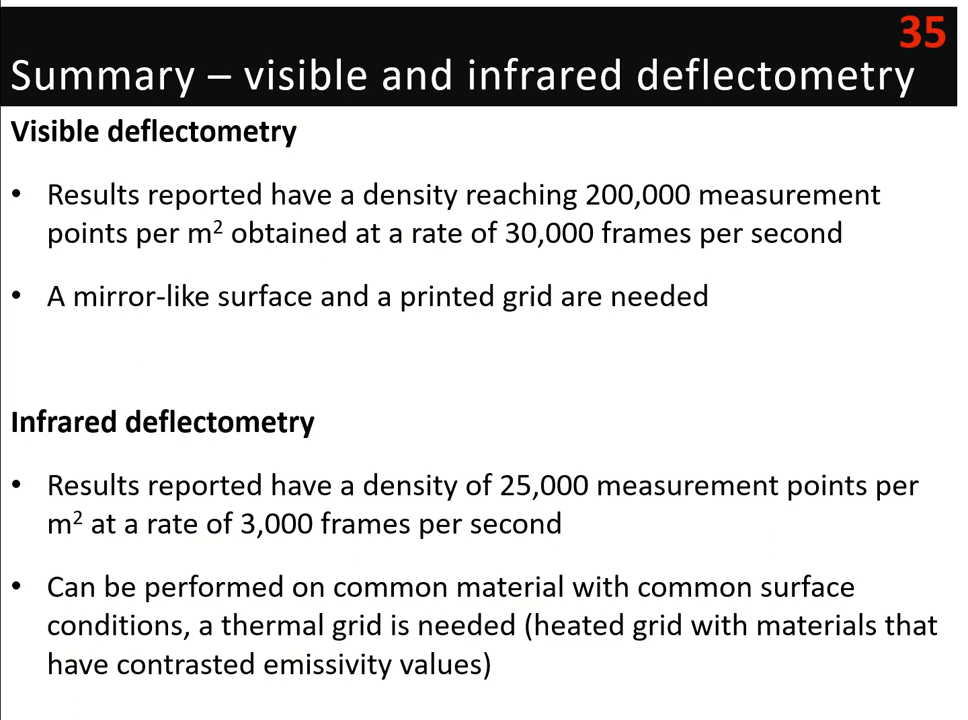 35
Summary – visible and infrared deflectometry
Visible deflectometry
• Results reported have a density reaching 200,000 measurement
points per m² obtained at a rate of 30,000 frames per second
• A mirror-like surface and a printed grid are needed
Infrared deflectometry
• Results reported have a density of 25,000 measurement points per
m² at a rate of 3,000 frames per second
• Can be performed on common material with common surface
conditions, a thermal grid is needed (heated grid with materials that
have contrasted emissivity values)